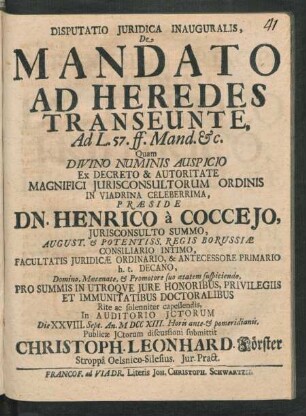 41
DISPUTATIO JURIDICA INAUGURALIS,
De
MANDATO
AD HEREDES
TRANSEUNTE,
Ad L. 57. ff. Mand. &c.
Quam
DIVINO NUMINIS AUSPICIO
Ex DECRETO & AUTORITATE
MAGNIFICI JURISCONSULTORUM ORDINIS
IN VIADRINA CELEBERRIMA,
PRÆSIDE
DN. HENRICO à COCCEJO,
JURISCONSULTO SUMMO,
AUGUST. & POTENTISS. REGIS BORUSSIÆ
CONSILIARIO INTIMO,
FACULTATIS JURIDICÆ ORDINARIO, & ANTECESSORE PRIMARIO
h. t. DECANO,
Domino, Mæcenate, & Promotore suo ætatem suspiciendo,
PRO SUMMIS IN UTROQVE JURE HONORIBUS, PRIVILEGIIS
ET IMMUNITATIBUS DOCTORALIBUS
Rite ac solenniter capessendis,
IN AUDITORIO JCTORUM
Die XXVIII. Sept. An. M DCC XIII. Horis ante- & pomeridianis,
Publicæ JCtorum discussioni submittit
CHRISTOPH. LEONHARD. Förster
Stroppâ Oelsnico-Silesius. Jur. Pract.
FRANCOF. ad VIADR. Literis JOH. CHRISTOPH. SCHWARTZII.